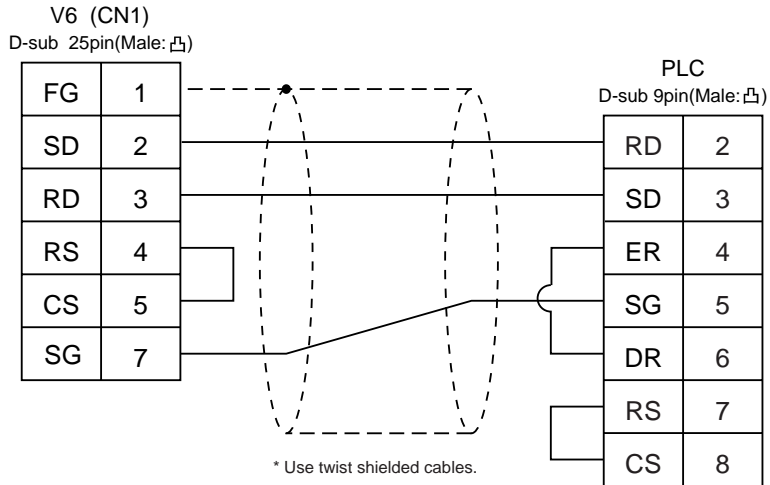 V6 (CN1)
D-sub 25pin(Male:凸)
FG 1
SD 2
RD 3
RS 4
CS 5
SG 7
PLC
D-sub 9pin(Male:凸)
RD 2
SD 3
ER 4
SG 5
DR 6
RS 7
CS 8
* Use twist shielded cables.